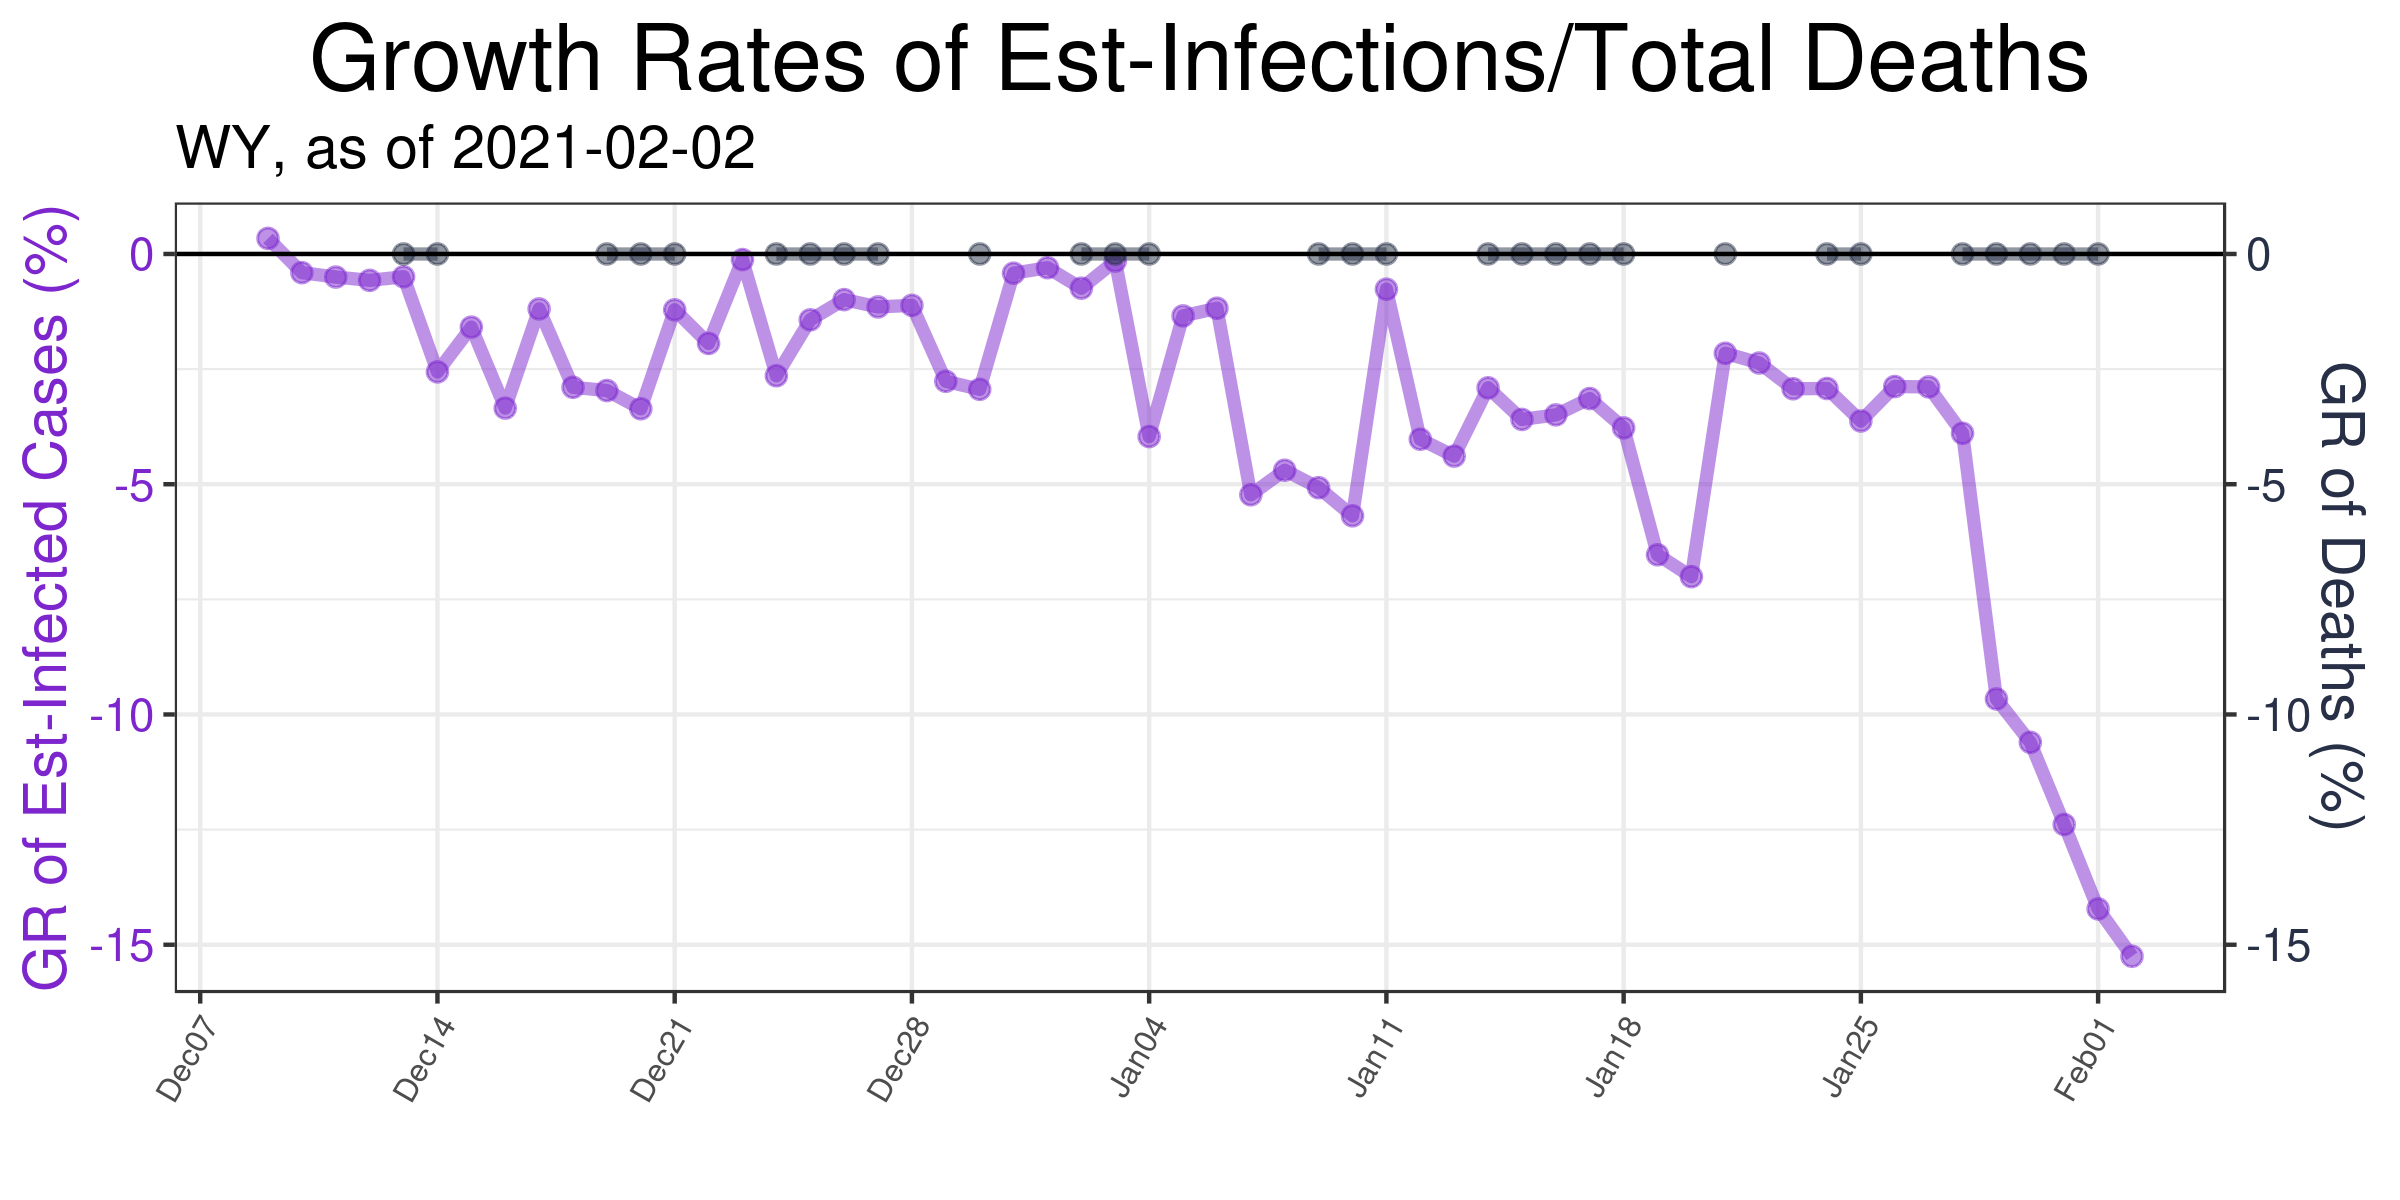 Growth Rates of Est-Infections/Total Deaths
WY, as of 2021-02-02
GR of Est-Infected Cases (%)
0
-5
-10
-15
0
-5
-10
-15
GR of Deaths (%)
Dec07
Dec14
Dec21
Dec28
Jan04
Jan11
Jan18
Jan25
Feb01